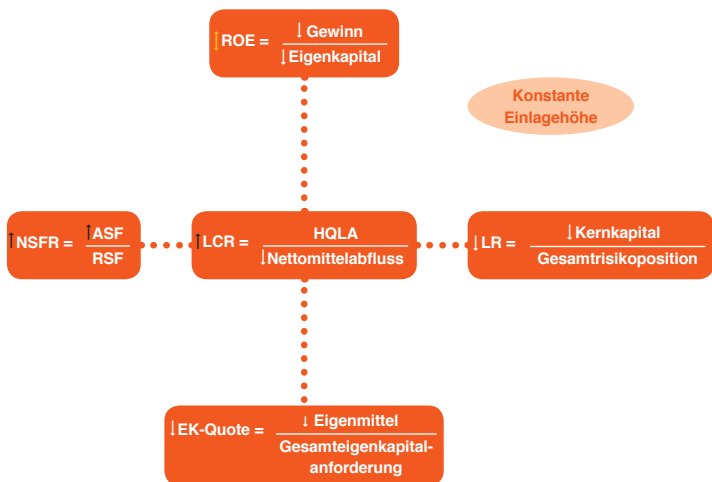 ↕ROE = ↓Gewinn
↓Eigenkapital
Konstante
Einlagehöhe
↑NSFR = ↑ASF
RSF
↑LCR = HQLA
↓Nettomittelabfluss
↓LR = ↓Kernkapital
Gesamtrisikoposition
↓EK-Quote = ↓ Eigenmittel
Gesamteigenkapital-
anforderung